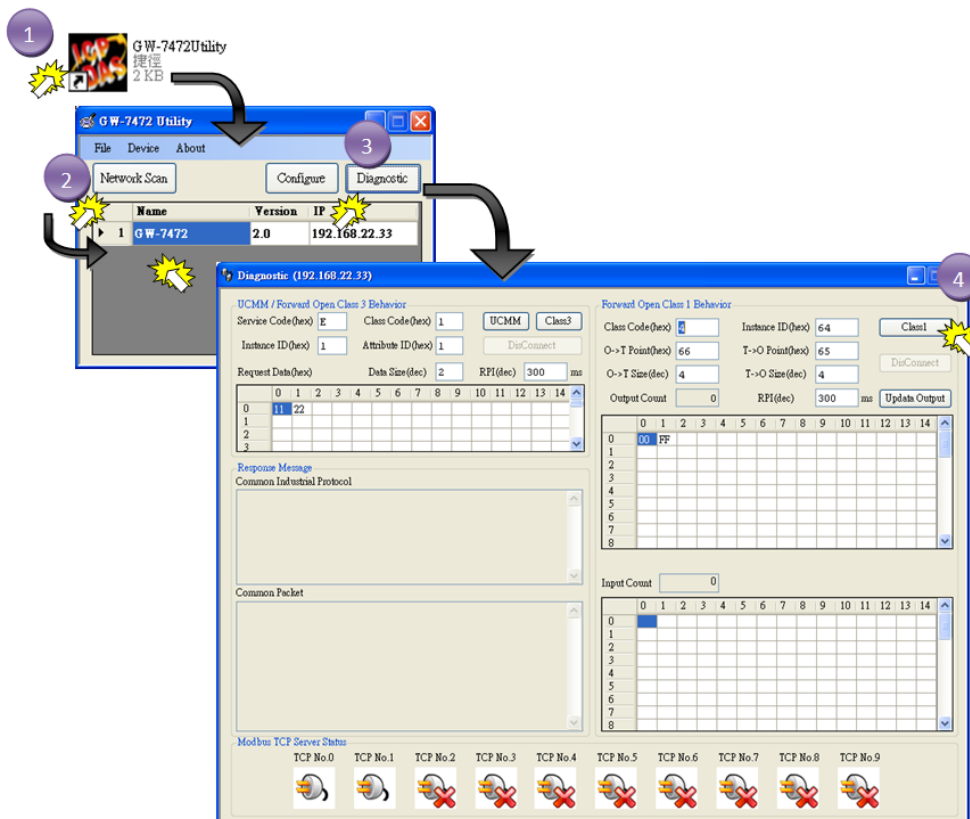 1
ICP
DAS
GW-7472Utility
捷徑
2 KB
GW-7472 Utility
File Device About
3
2
Network Scan Configure Diagnostic
Name Version IP
1 GW-7472 2.0 192.168.22.33
Diagnostic (192.168.22.33)
4
UCMM / Forward Open Class 3 Behavior
Service Code(hex) E Class Code(hex) 1 UCMM Class3
Instance ID(hex) 1 Attribute ID(hex) 1 DisConnect
Request Data(hex) Data Size(dec) 2 RPI(dec) 300 ms
0 1 2 3 4 5 6 7 8 9 10 11 12 13 14
0 11 22
1
2
3
Response Message
Common Industrial Protocol
Common Packet
Forward Open Class 1 Behavior
Class Code(hex) 4 Instance ID(hex) 64 Class1
O->T Point(hex) 66 T->O Point(hex) 65 DisConnect
O->T Size(dec) 4 T->O Size(dec) 4
Output Count 0 RPI(dec) 300 ms Updata Output
0 1 2 3 4 5 6 7 8 9 10 11 12 13 14
0 00 FF
1
2
3
4
5
6
7
8
Input Count 0
0 1 2 3 4 5 6 7 8 9 10 11 12 13 14
0
1
2
3
4
5
6
7
8
Modbus TCP Server Status
TCP No.0 TCP No.1 TCP No.2 TCP No.3 TCP No.4 TCP No.5 TCP No.6 TCP No.7 TCP No.8 TCP No.9